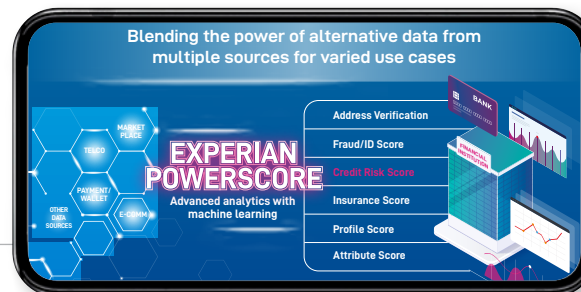 Blending the power of alternative data from
multiple sources for varied use cases
MARKET
PLACE
TELCO
PAYMENT/
WALLET
E-COMM
OTHER
DATA
SOURCES
EXPERIAN
POWERSCORE
Advanced analytics with
machine learning
Address Verification
Fraud/ID Score
Credit Risk Score
Insurance Score
Profile Score
Attribute Score
BANK
FINANCIAL
INSTITUTION